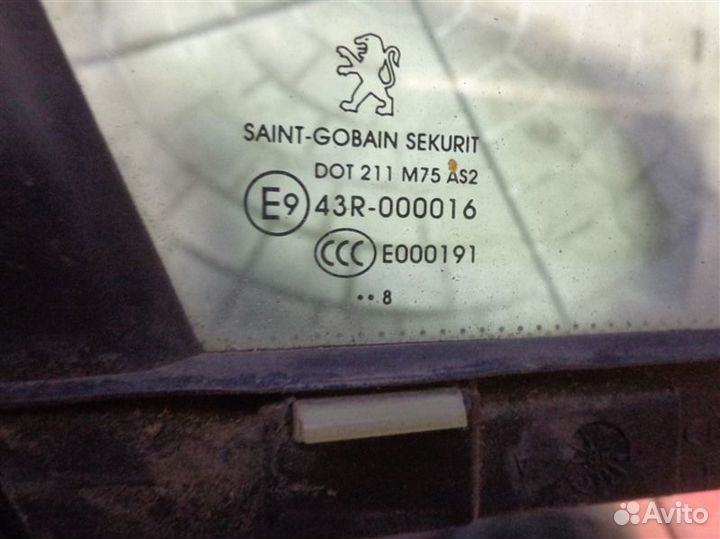 SAINT-GOBAIN SEKURIT
DOT 211 M75 AS2
E9 43R-000016
CCC E000191
•• 8
Avito